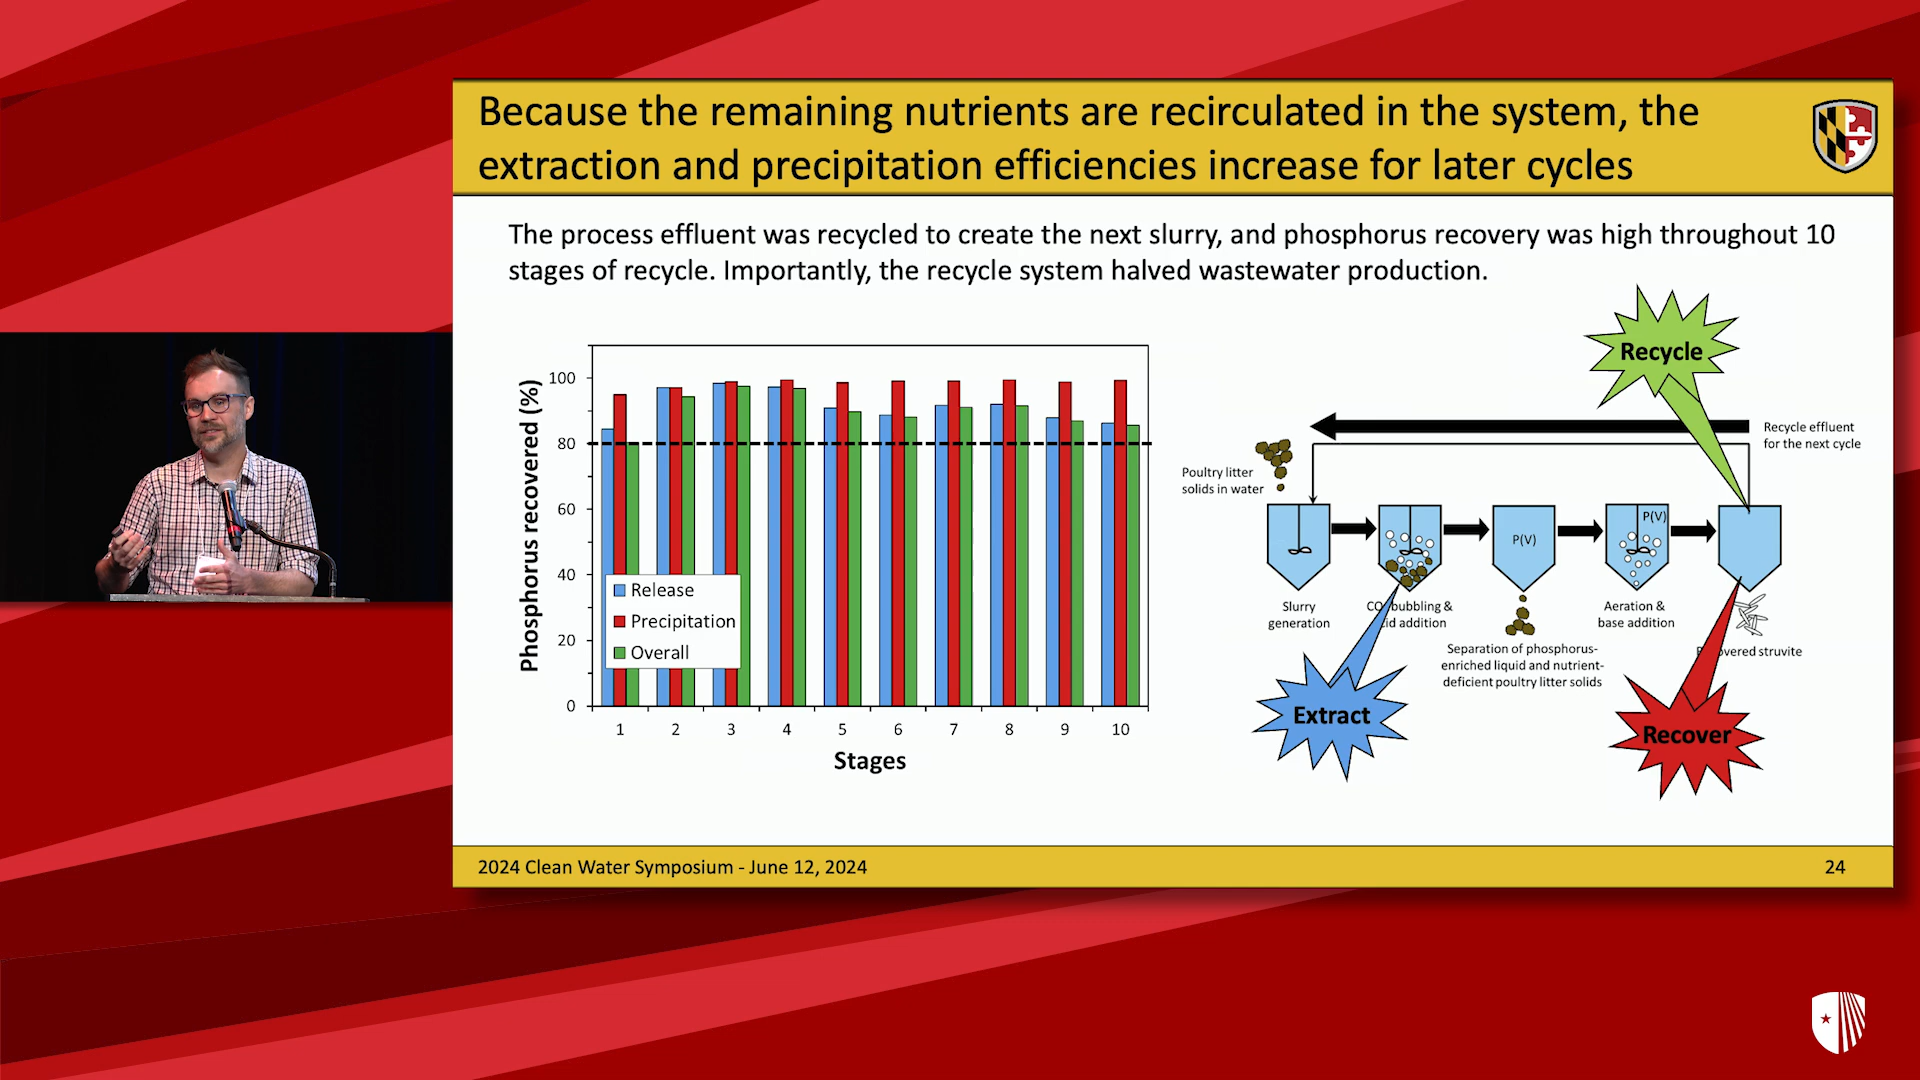 Because the remaining nutrients are recirculated in the system, the
extraction and precipitation efficiencies increase for later cycles
The process effluent was recycled to create the next slurry, and phosphorus recovery was high throughout 10
stages of recycle. Importantly, the recycle system halved wastewater production.
Phosphorus recovered (%)
100
80
60
40
20
0
Release
Precipitation
Overall
1 2 3 4 5 6 7 8 9 10
Stages
Recycle
Recycle effluent
for the next cycle
Poultry litter
solids in water
P(V)
P(V)
Slurry
generation
bubbling &
addition
Separation of phosphorus-
enriched liquid and nutrient-
deficient poultry litter solids
Aeration &
base addition
struvite
Extract
Recover
2024 Clean Water Symposium - June 12, 2024
24